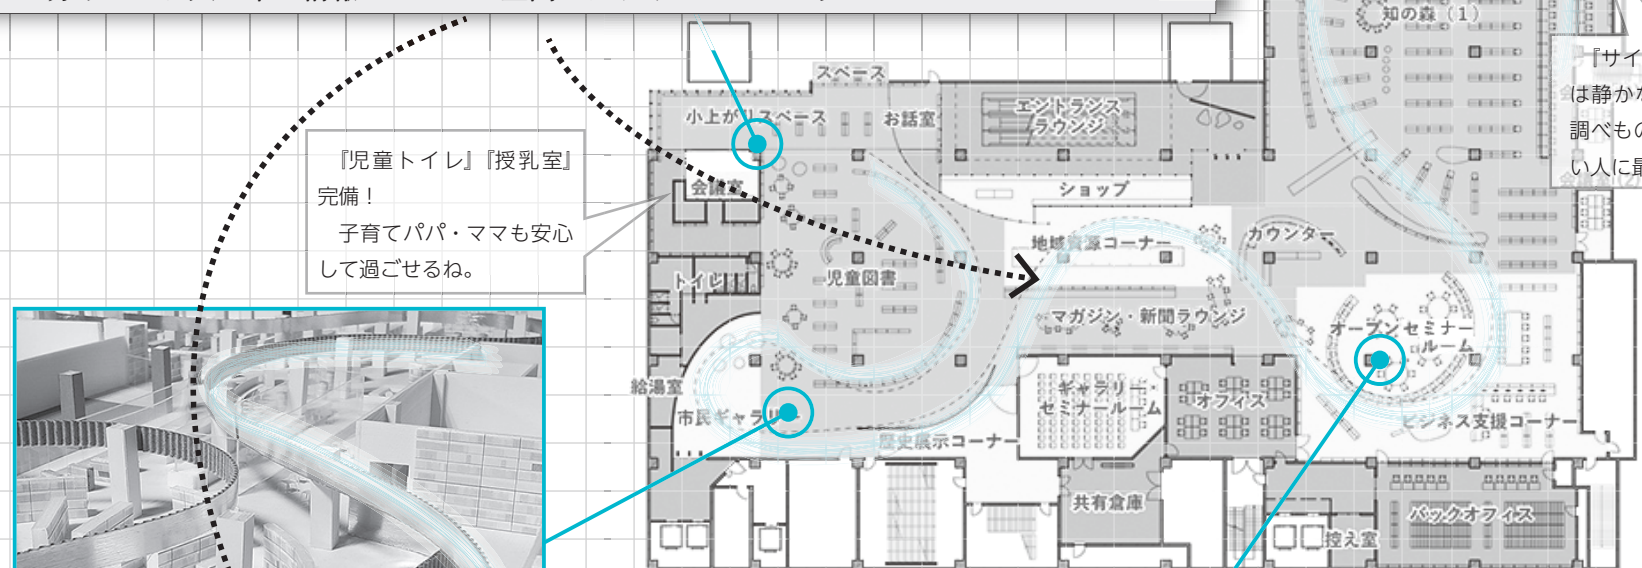 知の森（1）
『サイ
は静かな
調べもの
い人に最
スペース
小上がりスペース
お話室
エントランス
ラウンジ
『児童トイレ』『授乳室』
完備！
子育てパパ・ママも安心
して過ごせるね。
会議室
ショップ
地域資源コーナー
カウンター
トイレ
児童図書
マガジン・新聞ラウンジ
オープンセミナー
ルーム
給湯室
市民ギャラリー
ギャラリー・
セミナールーム
オフィス
ビジネス支援コーナー
歴史展示コーナー
共有倉庫
バックオフィス
控え室